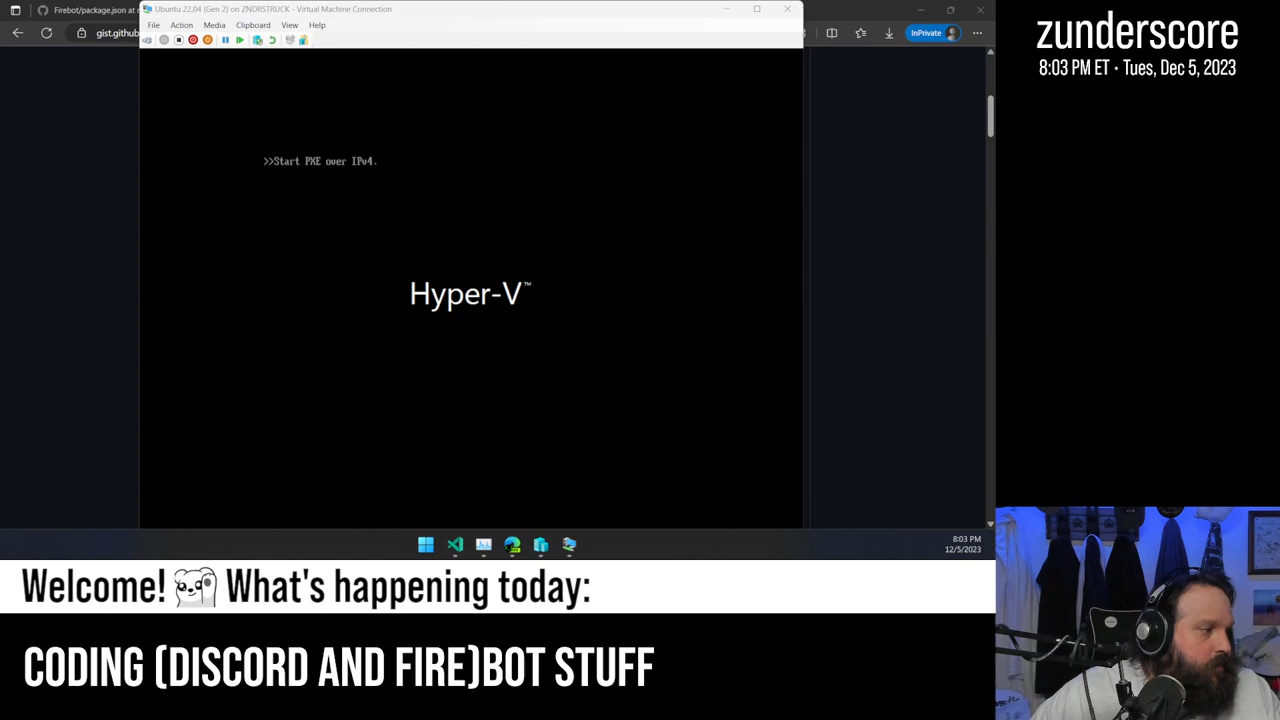 Firebot/package.json at
gist.github
Ubuntu 22.04 (Gen 2) on ZNDRSTRUCK - Virtual Machine Connection
File Action Media Clipboard View Help
InPrivate
>>Start PXE over IPv4.
Hyper-V™
8:03 PM
12/5/2023
zunderscore
8:03 PM ET • Tues, Dec 5, 2023
Welcome! What's happening today:
CODING (DISCORD AND FIRE)BOT STUFF